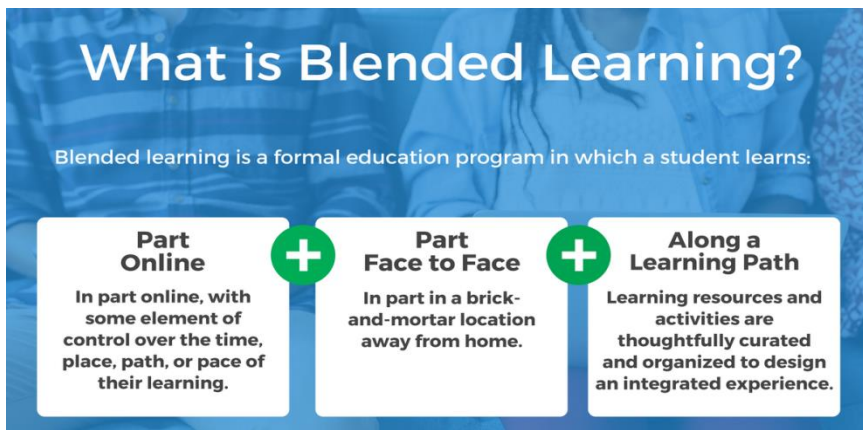 What is Blended Learning?
Blended learning is a formal education program in which a student learns:
Part
Online
In part online, with
some element of
control over the time,
place, path, or pace of
their learning.
+
Part
Face to Face
In part in a brick-
and-mortar location
away from home.
+
Along a
Learning Path
Learning resources and
activities are
thoughtfully curated
and organized to design
an integrated experience.